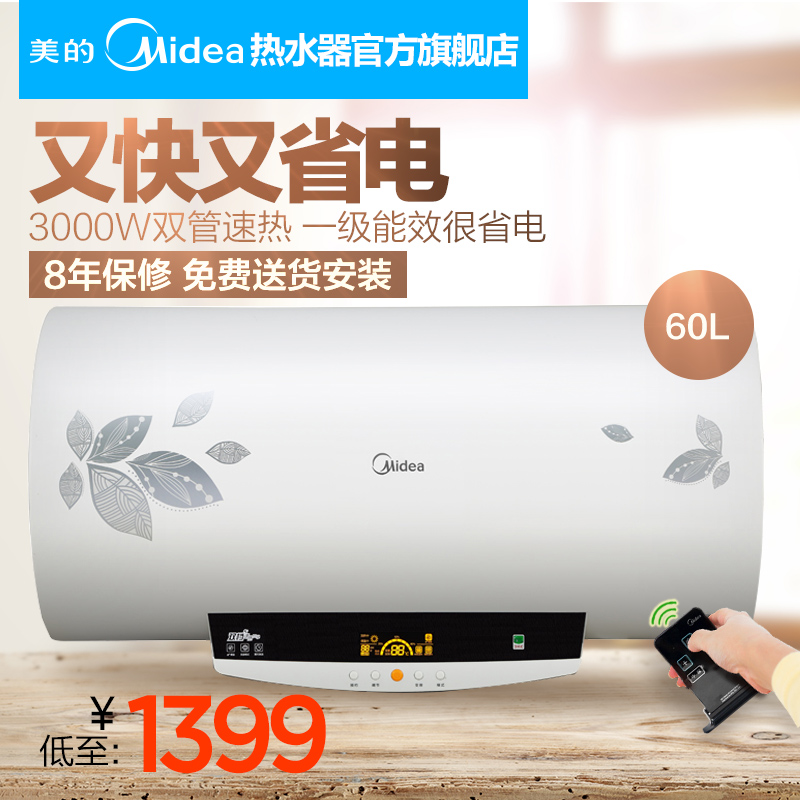 美的 Midea 热水器官方旗舰店
又快又省电
3000W双管速热 一级能效很省电
8年保修 免费送货安装
60L
Midea
Midea
¥
低至:1399